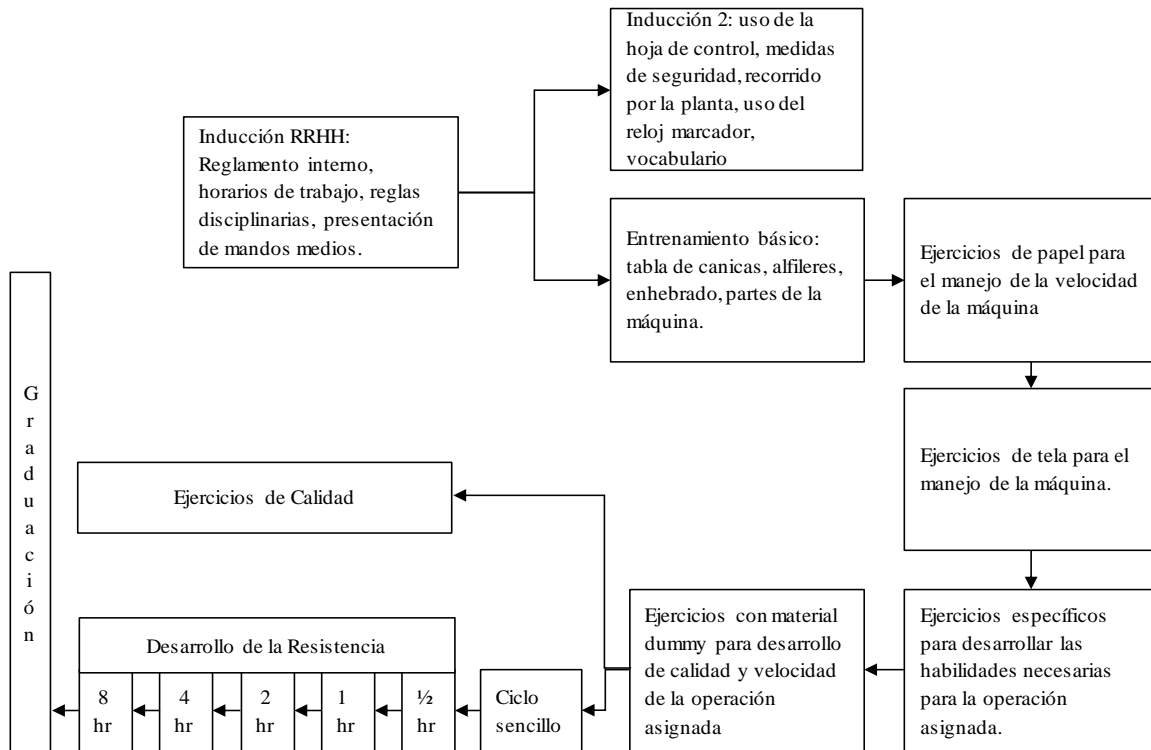 Inducción 2: uso de la
hoja de control, medidas
de seguridad, recorrido
por la planta, uso del
reloj marcador,
vocabulario
Inducción RRHH:
Reglamento interno,
horarios de trabajo, reglas
disciplinarias, presentación
de mandos medios.
Entrenamiento básico:
tabla de canicas, alfileres,
enhebrado, partes de la
máquina.
Ejercicios de papel para
el manejo de la velocidad
de la máquina
Ejercicios de tela para el
manejo de la máquina.
Ejercicios específicos
para desarrollar las
habilidades necesarias
para la operación
asignada.
Ejercicios con material
dummy para desarrollo
de calidad y velocidad
de la operación
asignada
Ejercicios de Calidad
Ciclo
sencillo
Desarrollo de la Resistencia
½
hr
1
hr
2
hr
4
hr
8
hr
Graduación